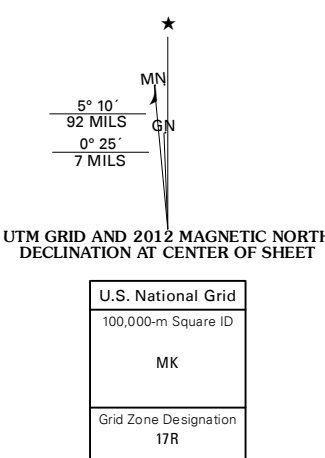 ★
MN
5° 10´
92 MILS
GN
0° 25´
7 MILS
UTM GRID AND 2012 MAGNETIC NORTH
DECLINATION AT CENTER OF SHEET
U.S. National Grid
100,000-m Square ID
MK
Grid Zone Designation
17R